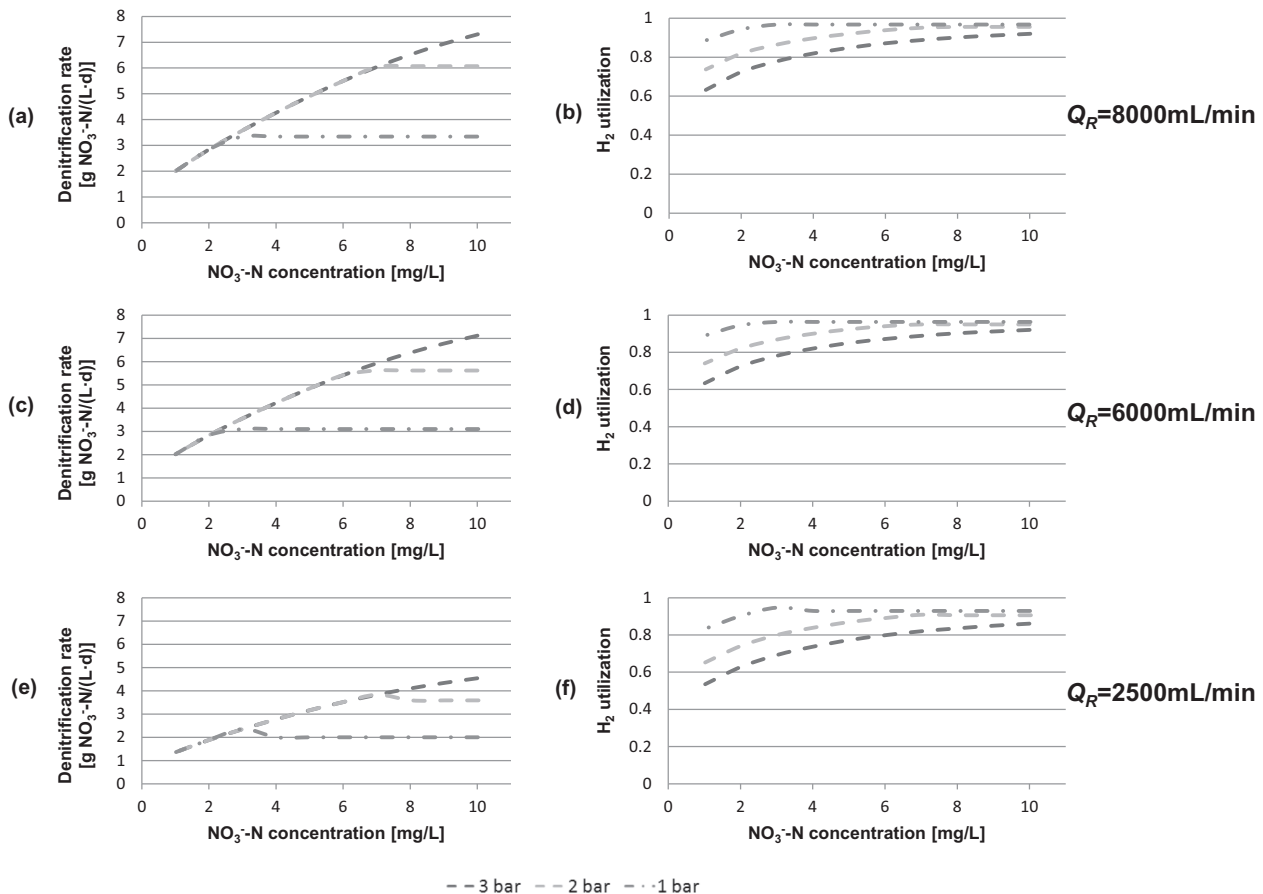 (a)
Denitrification rate
[g NO₃⁻-N/(L·d)]
8
7
6
5
4
3
2
1
0
0 2 4 6 8 10
NO₃⁻-N concentration [mg/L]
(b)
H₂ utilization
1
0.8
0.6
0.4
0.2
0
0 2 4 6 8 10
NO₃⁻-N concentration [mg/L]
Q_R=8000mL/min
(c)
Denitrification rate
[g NO₃⁻-N/(L·d)]
8
7
6
5
4
3
2
1
0
0 2 4 6 8 10
NO₃⁻-N concentration [mg/L]
(d)
H₂ utilization
1
0.8
0.6
0.4
0.2
0
0 2 4 6 8 10
NO₃⁻-N concentration [mg/L]
Q_R=6000mL/min
(e)
Denitrification rate
[g NO₃⁻-N/(L·d)]
8
7
6
5
4
3
2
1
0
0 2 4 6 8 10
NO₃⁻-N concentration [mg/L]
(f)
H₂ utilization
1
0.8
0.6
0.4
0.2
0
0 2 4 6 8 10
NO₃⁻-N concentration [mg/L]
Q_R=2500mL/min
3 bar 2 bar 1 bar